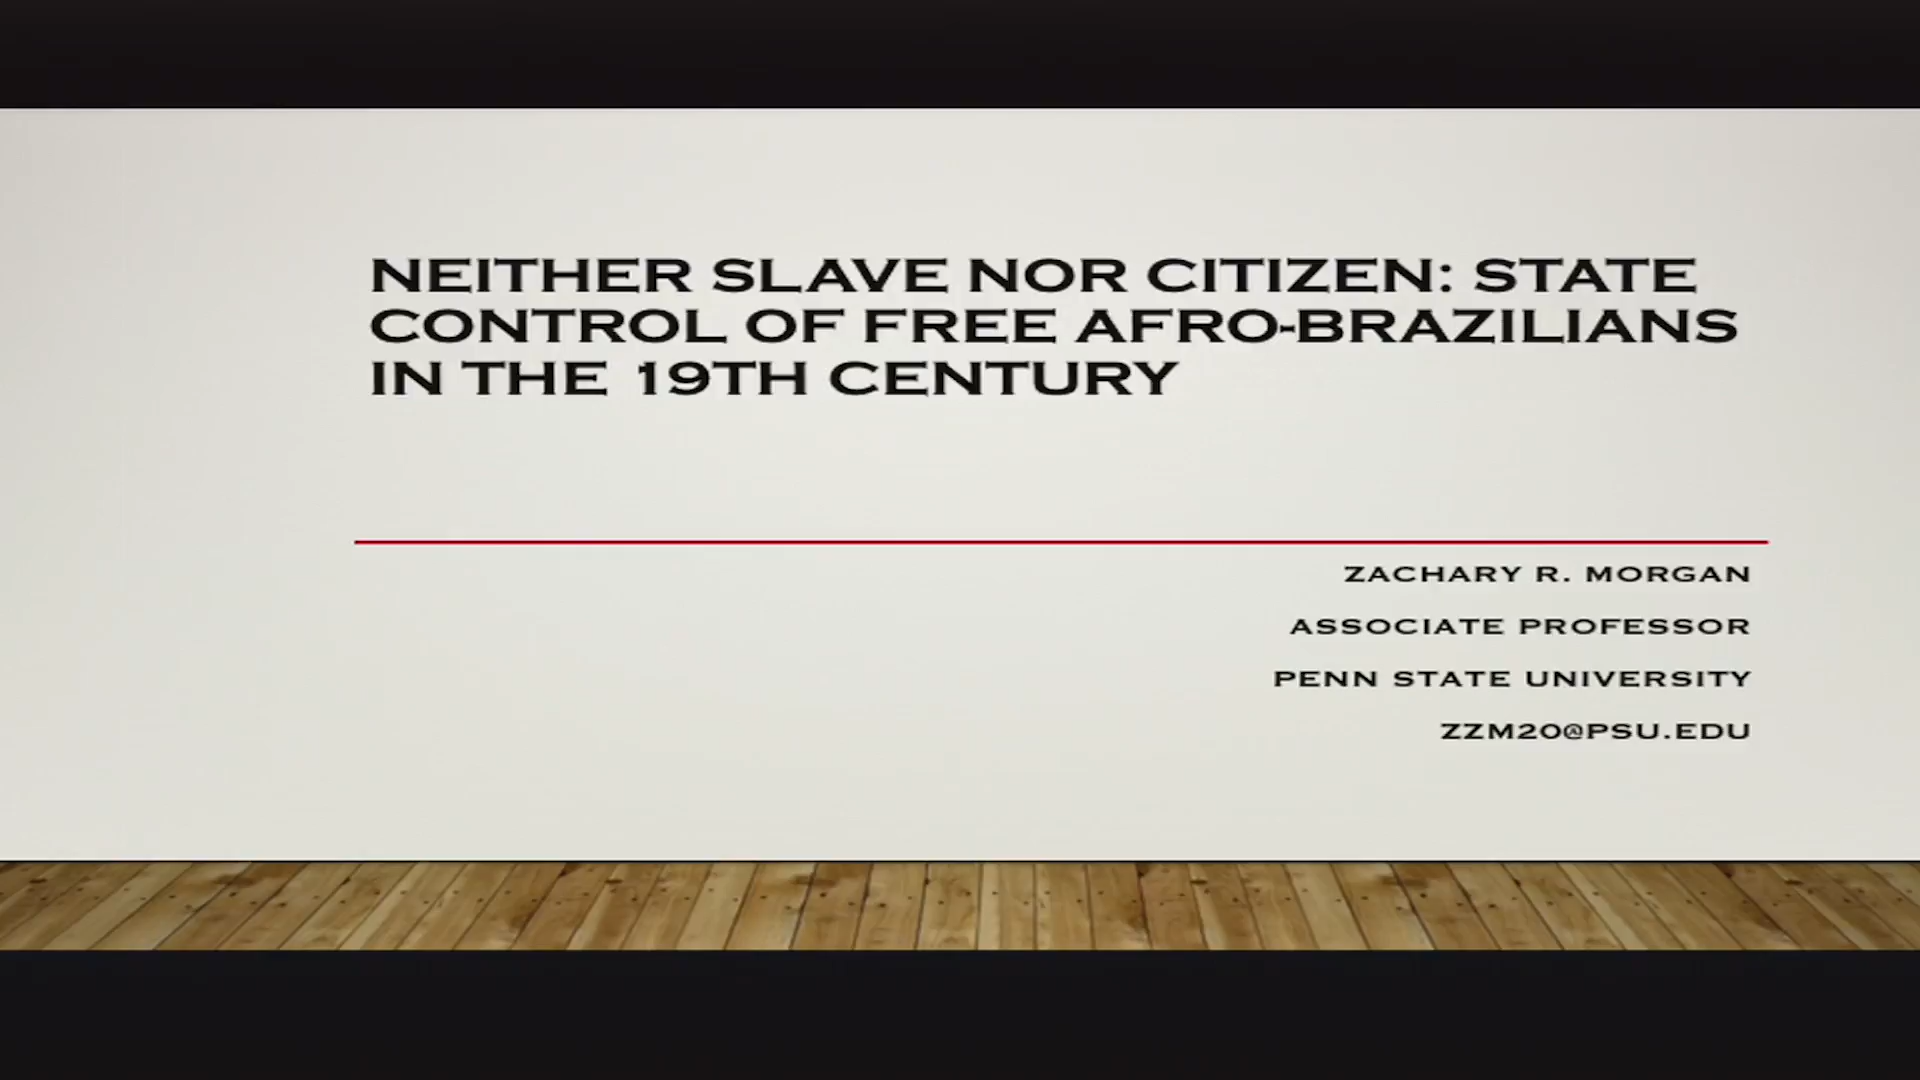 NEITHER SLAVE NOR CITIZEN: STATE
CONTROL OF FREE AFRO-BRAZILIANS
IN THE 19TH CENTURY
ZACHARY R. MORGAN
ASSOCIATE PROFESSOR
PENN STATE UNIVERSITY
ZZM20@PSU.EDU